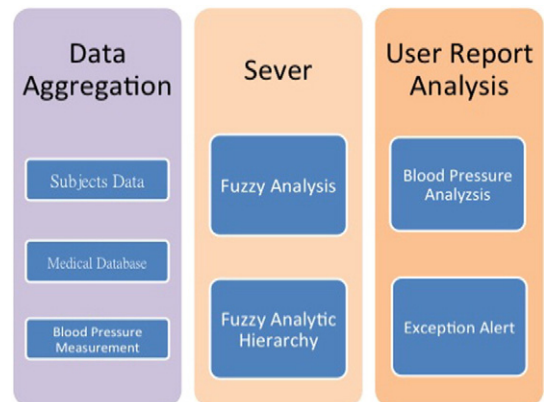 Data
Aggregation
Subjects Data
Medical Database
Blood Pressure
Measurement
Sever
Fuzzy Analysis
Fuzzy Analytic
Hierarchy
User Report
Analysis
Blood Pressure
Analyzsis
Exception Alert